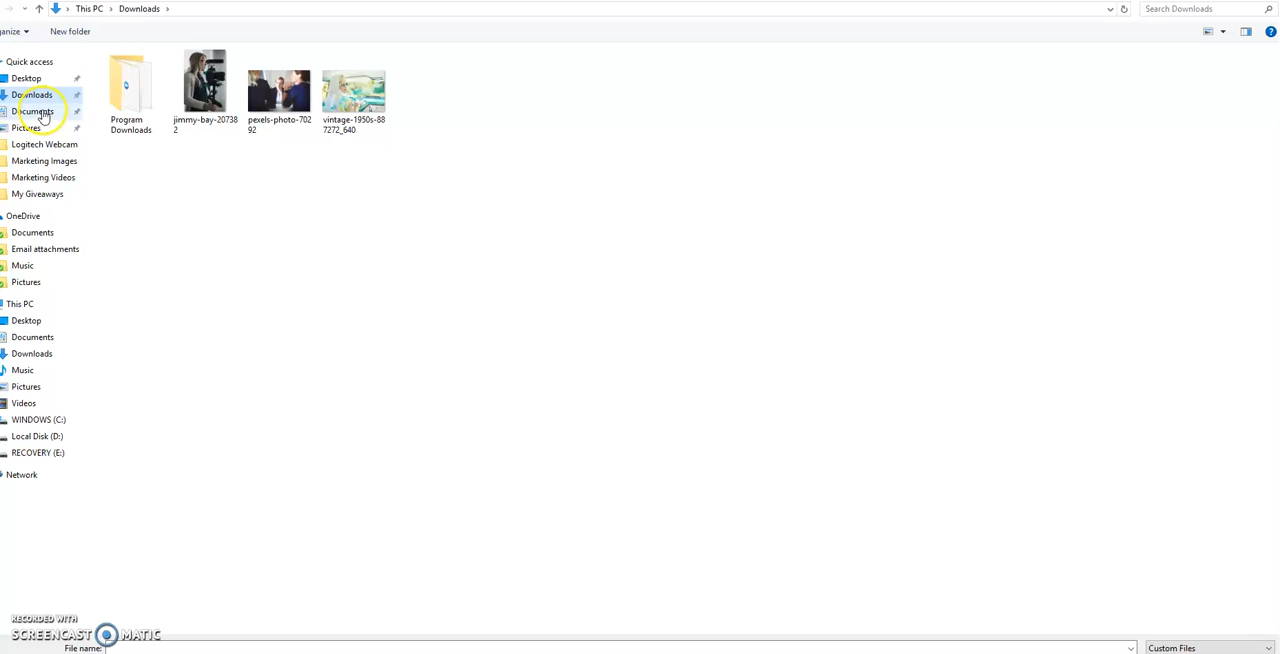 This PC > Downloads >
Search Downloads
anize
New folder
Quick access
Desktop
Downloads
Documents
Pictures
Logitech Webcam
Marketing Images
Marketing Videos
My Giveaways
OneDrive
Documents
Email attachments
Music
Pictures
This PC
Desktop
Documents
Downloads
Music
Pictures
Videos
WINDOWS (C:)
Local Disk (D:)
RECOVERY (E:)
Network
Program
Downloads
jimmy-bay-20738
2
pexels-photo-702
92
vintage-1950s-88
7272_640
RECORDED WITH
SCREENCAST MATIC
File name:
Custom Files